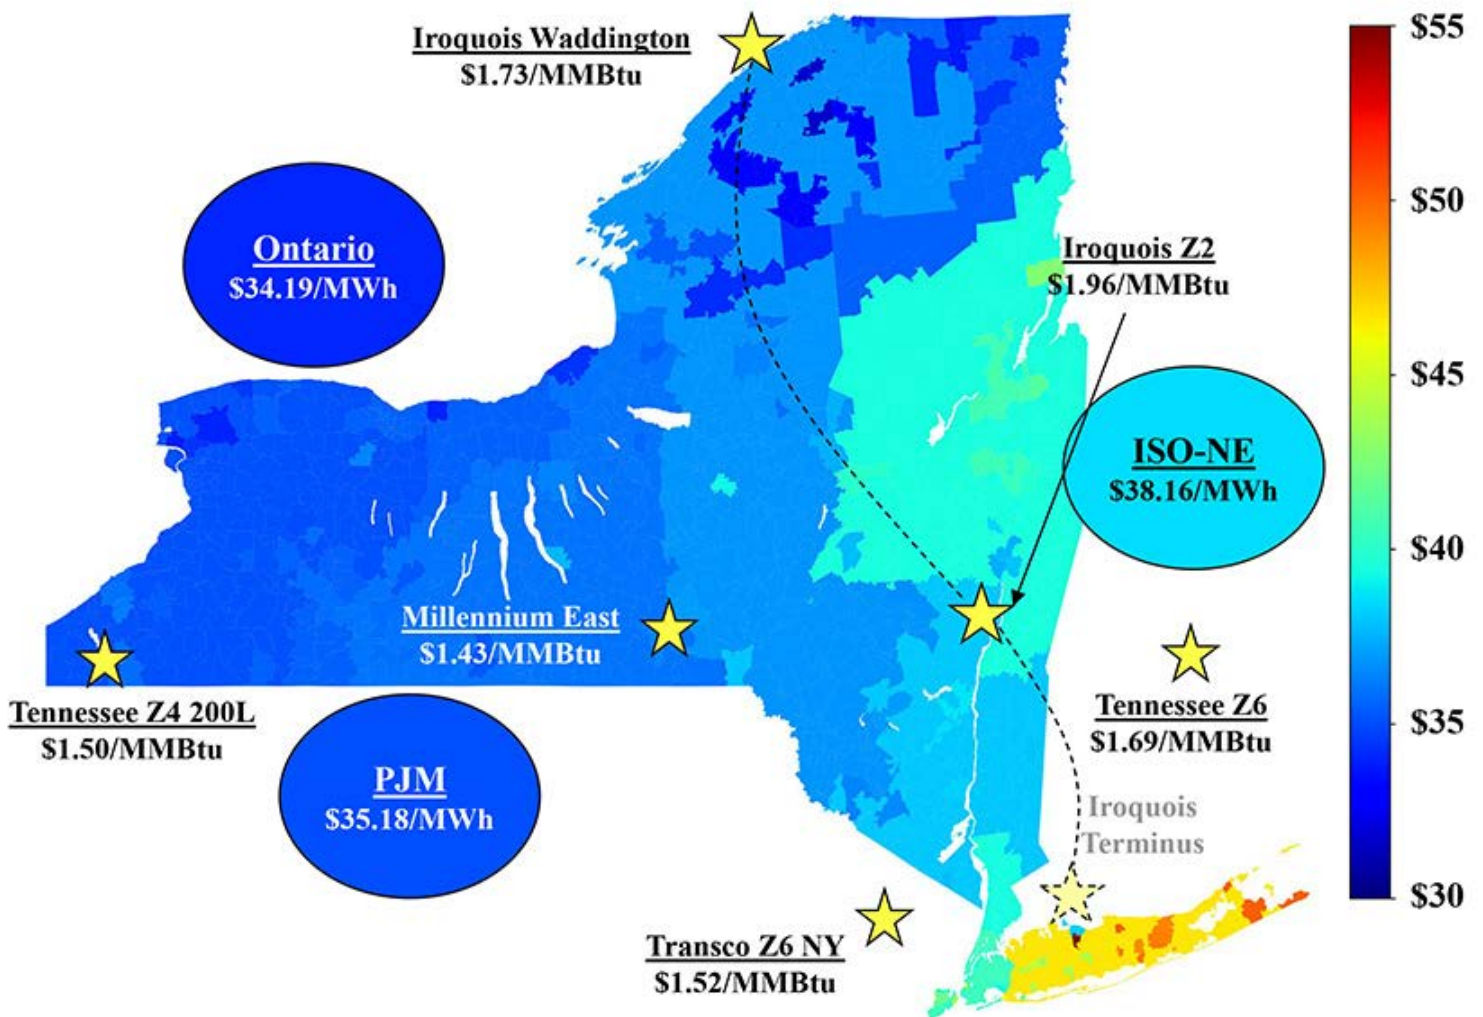 Iroquois Waddington
$1.73/MMBtu
$55
$50
Ontario
$34.19/MWh
Iroquois Z2
$1.96/MMBtu
$45
ISO-NE
$38.16/MWh
$40
Millennium East
$1.43/MMBtu
Tennessee Z4 200L
$1.50/MMBtu
Tennessee Z6
$1.69/MMBtu
$35
PJM
$35.18/MWh
Iroquois
Terminus
$30
Transco Z6 NY
$1.52/MMBtu